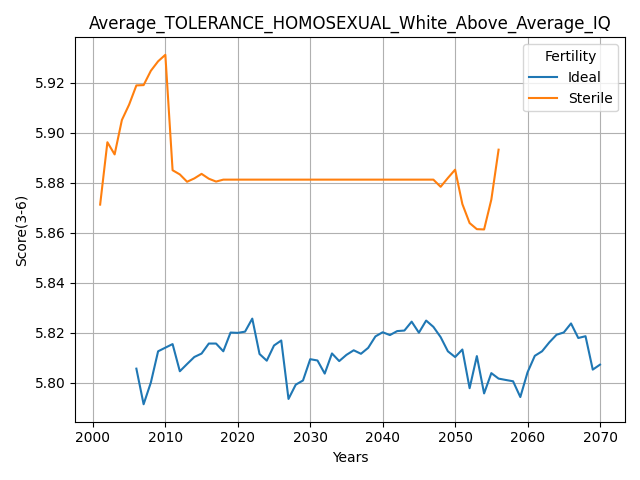 Average_TOLERANCE_HOMOSEXUAL_White_Above_Average_IQ
Fertility
Ideal
Sterile
5.92
5.90
5.88
5.86
5.84
5.82
5.80
Score(3-6)
2000 2010 2020 2030 2040 2050 2060 2070
Years